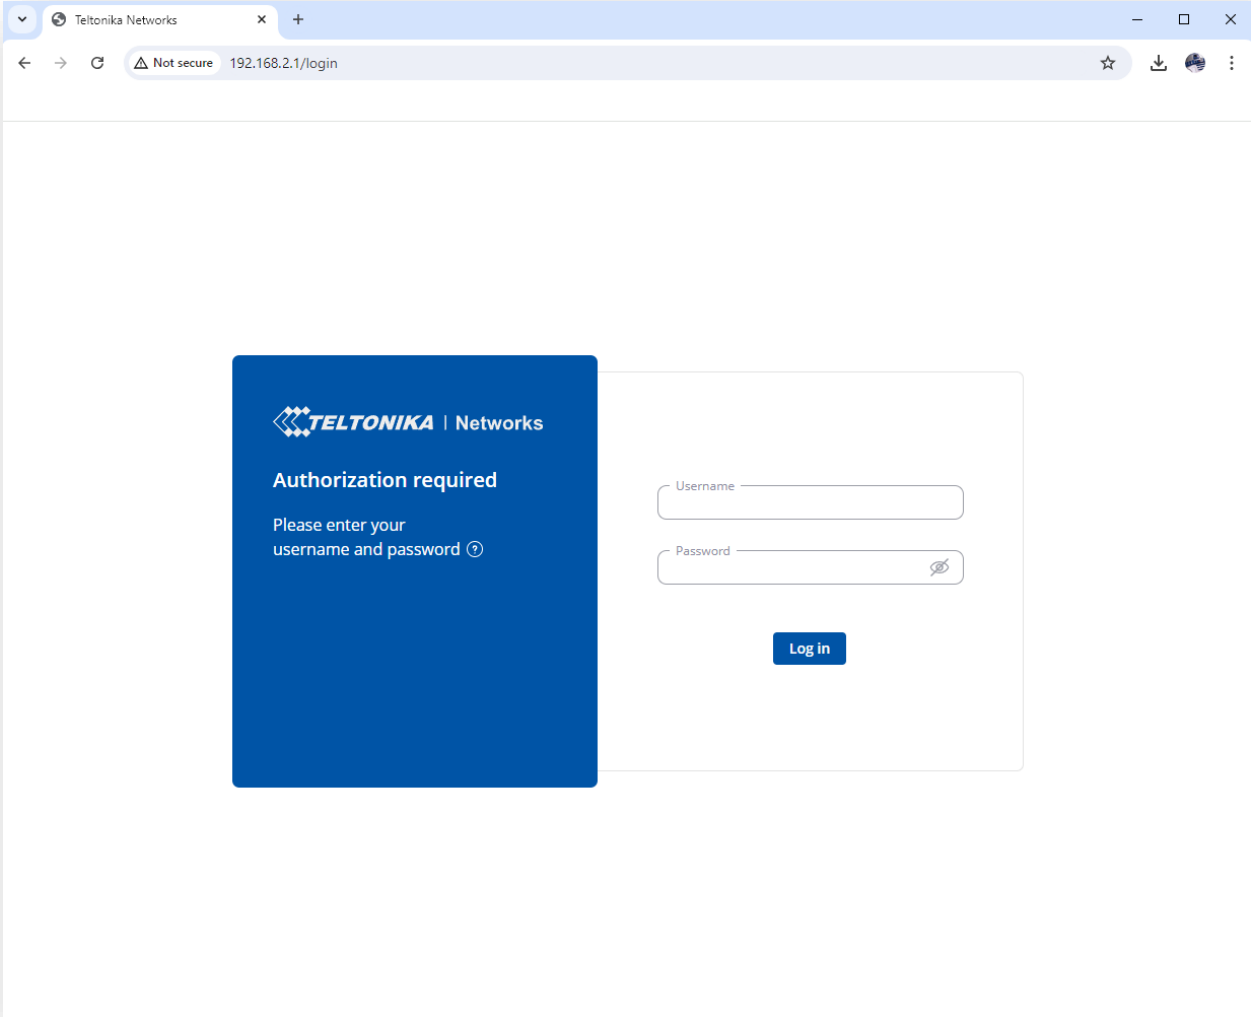 Teltonika Networks
Not secure 192.168.2.1/login
TELTONIKA | Networks
Authorization required
Please enter your
username and password
Username
Password
Log in